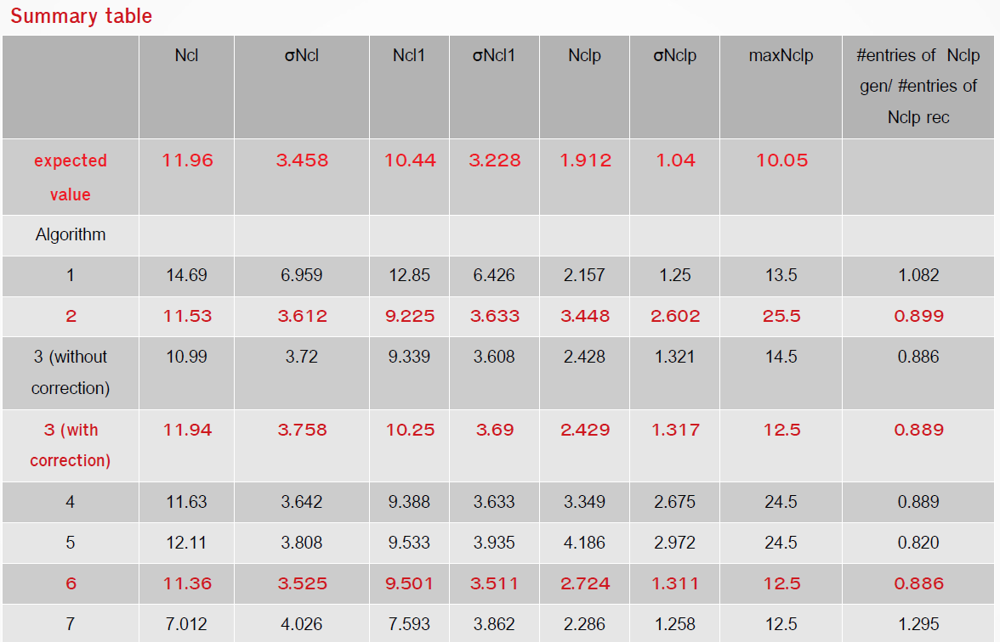 Summary table
Ncl σNcl Ncl1 σNcl1 Nclp σNclp maxNclp #entries of Nclp
gen/ #entries of
Nclp rec
expected 11.96 3.458 10.44 3.228 1.912 1.04 10.05
value
Algorithm
1 14.69 6.959 12.85 6.426 2.157 1.25 13.5 1.082
2 11.53 3.612 9.225 3.633 3.448 2.602 25.5 0.899
3 (without 10.99 3.72 9.339 3.608 2.428 1.321 14.5 0.886
correction)
3 (with 11.94 3.758 10.25 3.69 2.429 1.317 12.5 0.889
correction)
4 11.63 3.642 9.388 3.633 3.349 2.675 24.5 0.889
5 12.11 3.808 9.533 3.935 4.186 2.972 24.5 0.820
6 11.36 3.525 9.501 3.511 2.724 1.311 12.5 0.886
7 7.012 4.026 7.593 3.862 2.286 1.258 12.5 1.295